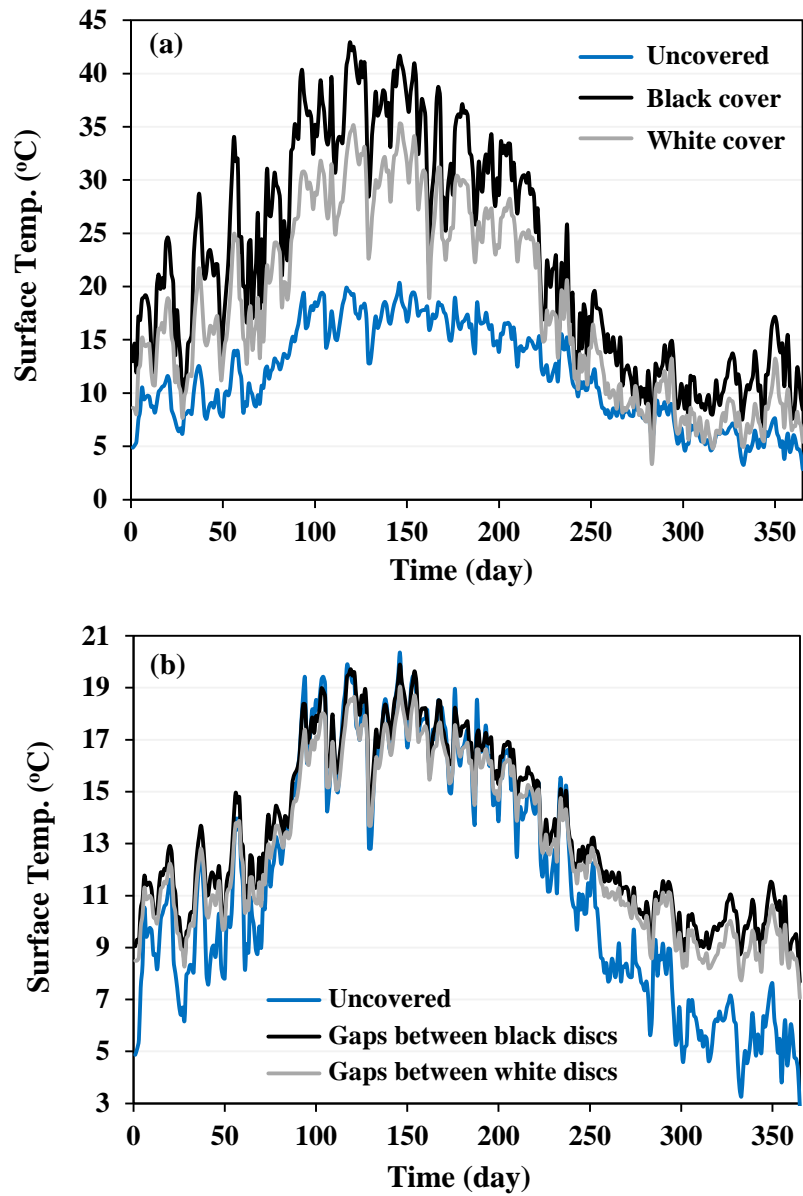 (a)
Uncovered
Black cover
White cover
Surface Temp. (ºC)
45
40
35
30
25
20
15
10
5
0
0 50 100 150 200 250 300 350
Time (day)
(b)
21
19
17
15
13
11
9
7
5
3
Surface Temp. (ºC)
Uncovered
Gaps between black discs
Gaps between white discs
0 50 100 150 200 250 300 350
Time (day)